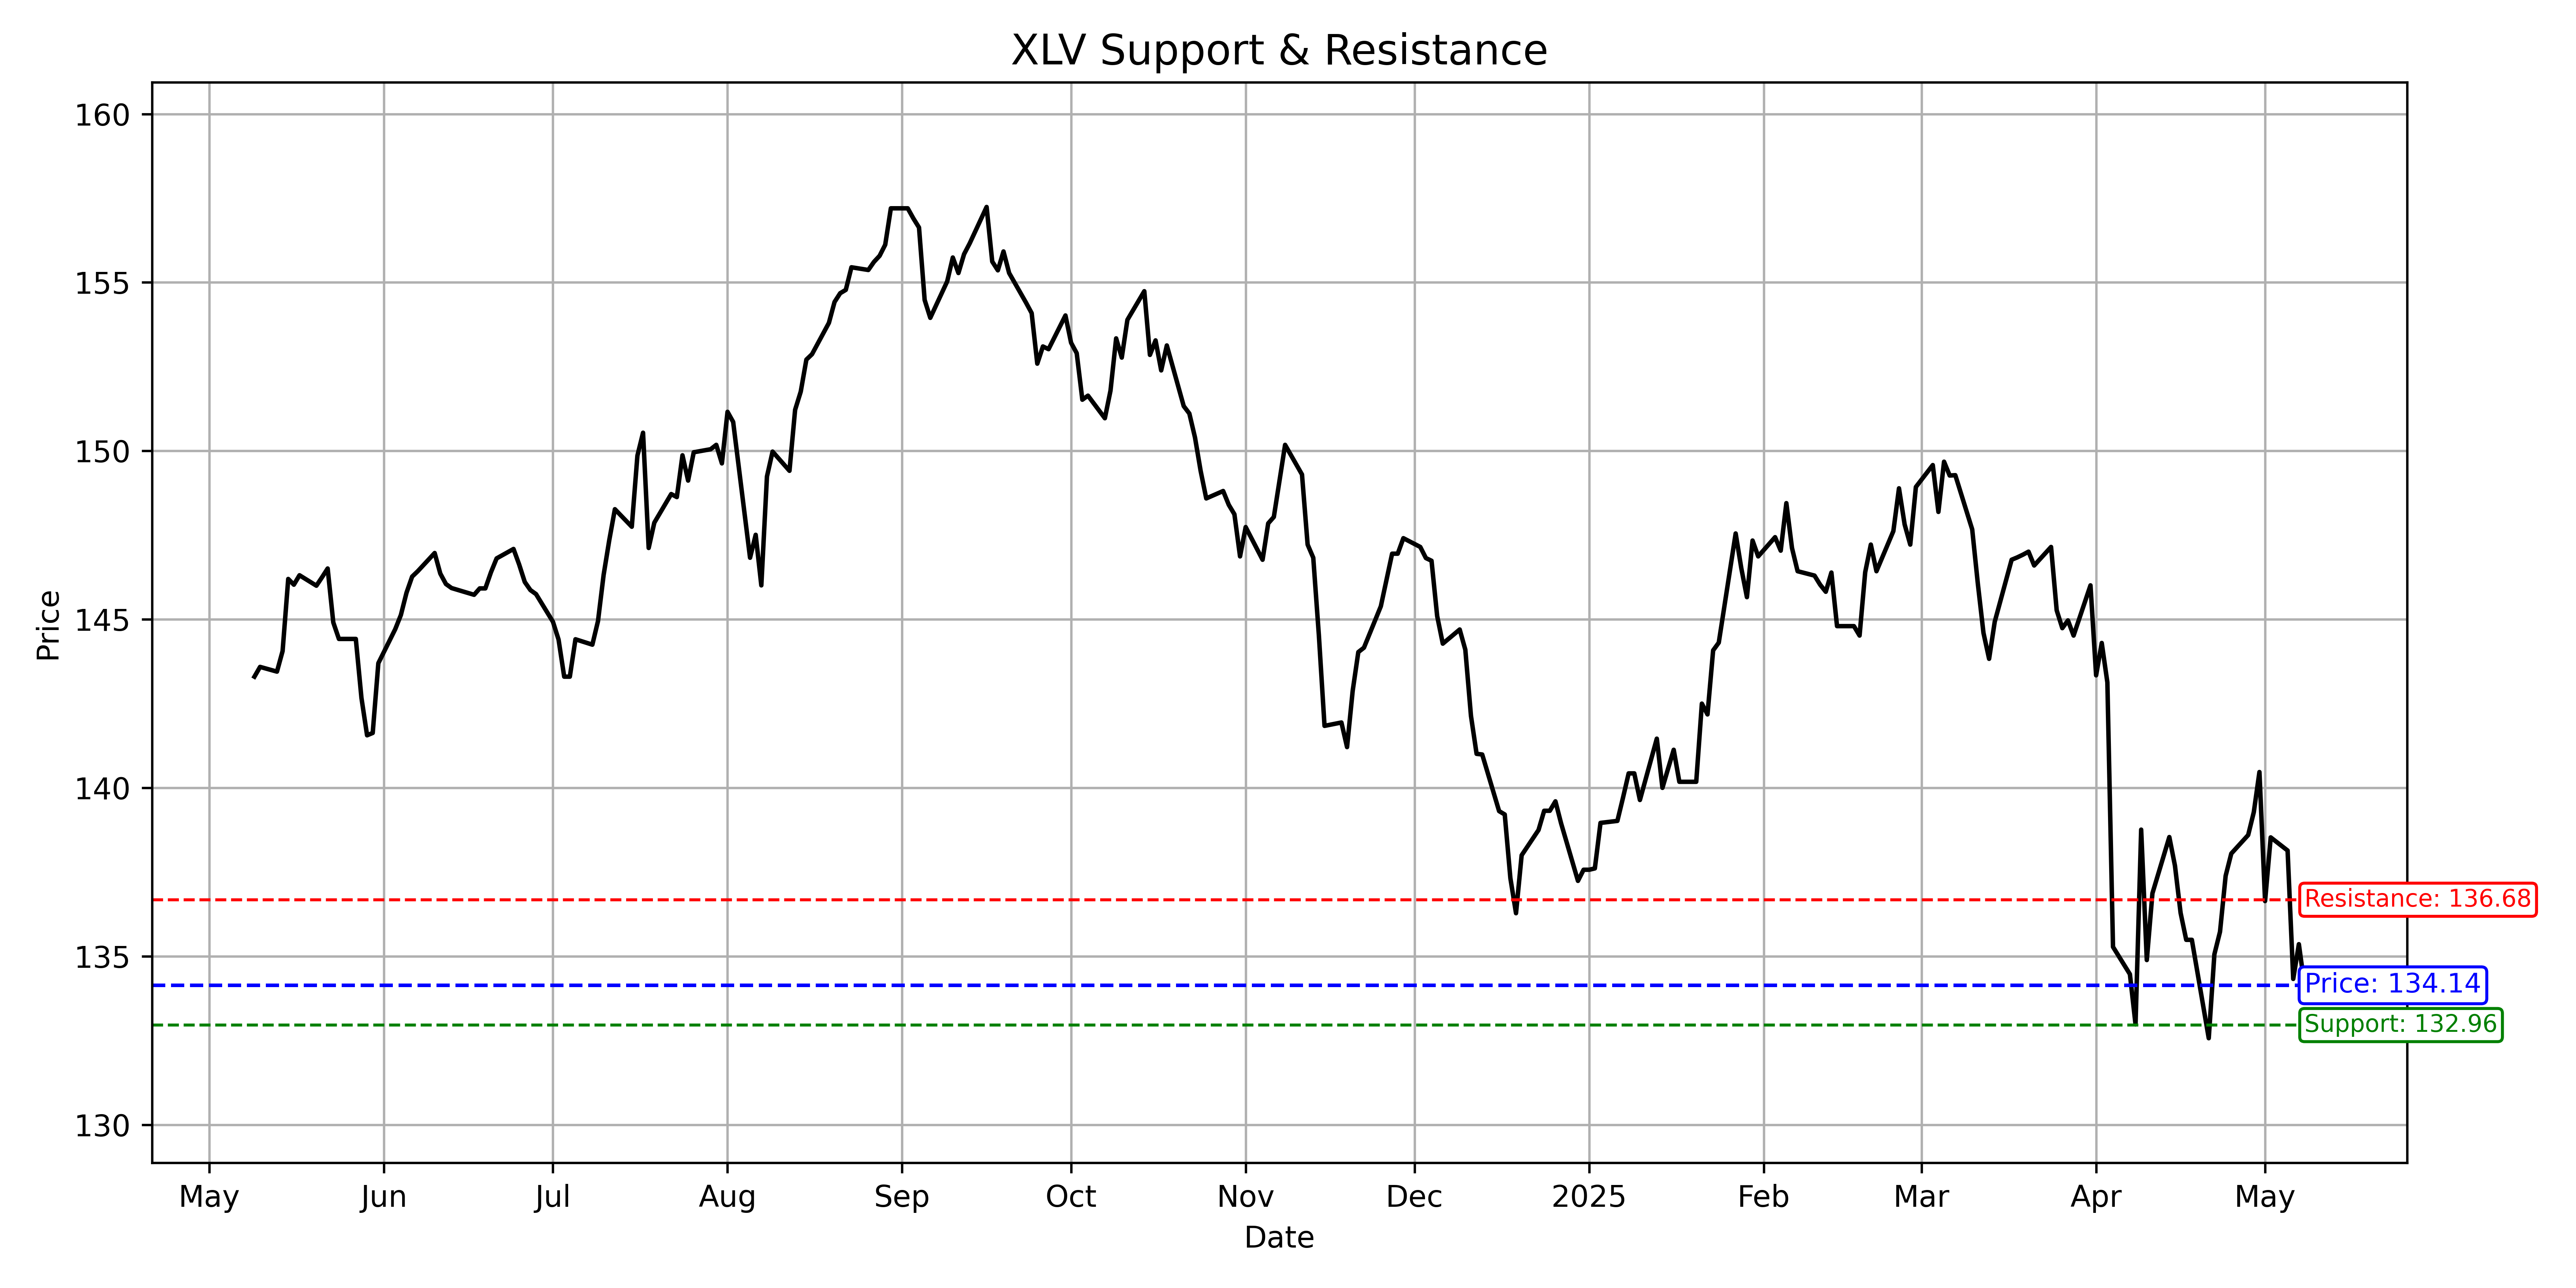 XLV Support & Resistance
160
155
150
145
140
135
130
Price
Resistance: 136.68
Price: 134.14
Support: 132.96
May Jun Jul Aug Sep Oct Nov Dec 2025 Feb Mar Apr May
Date